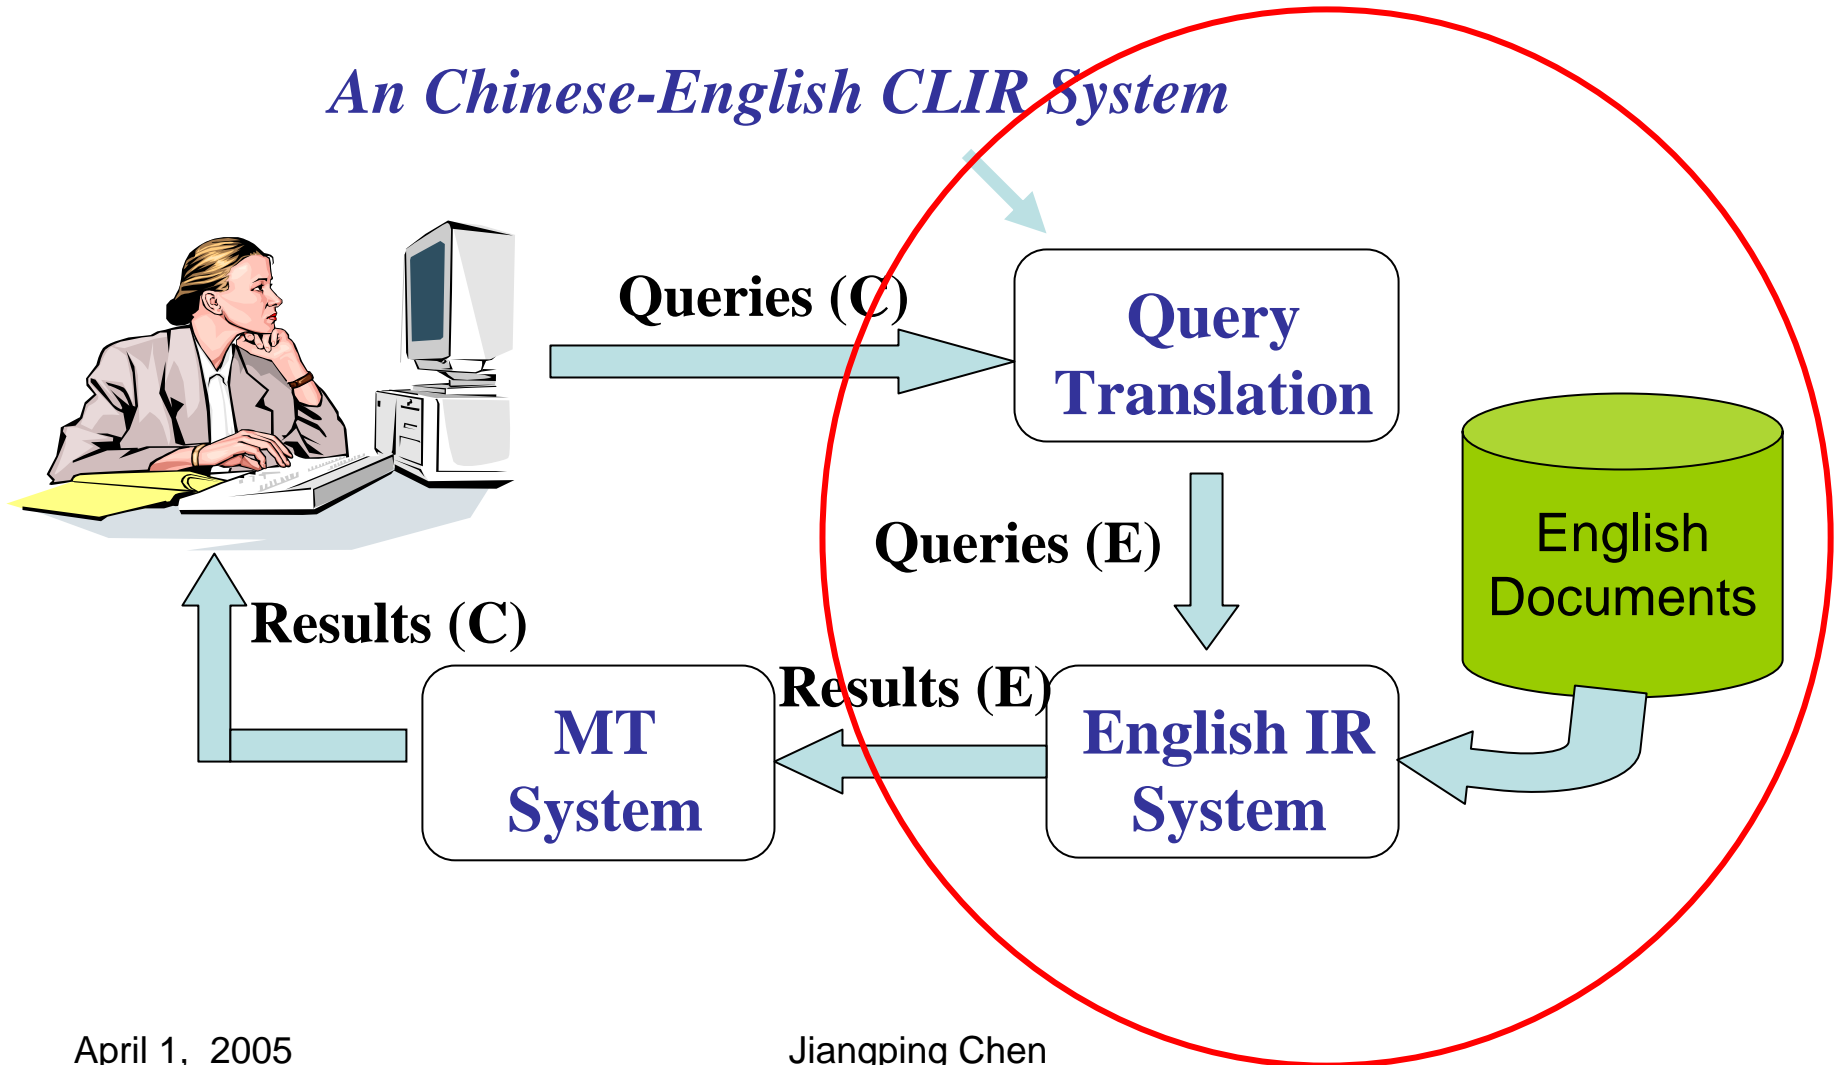 An Chinese-English CLIR System
Queries (C)
Query
Translation
Queries (E)
English
Documents
Results (C)
Results (E)
MT
System
English IR
System
April 1, 2005
Jiangping Chen